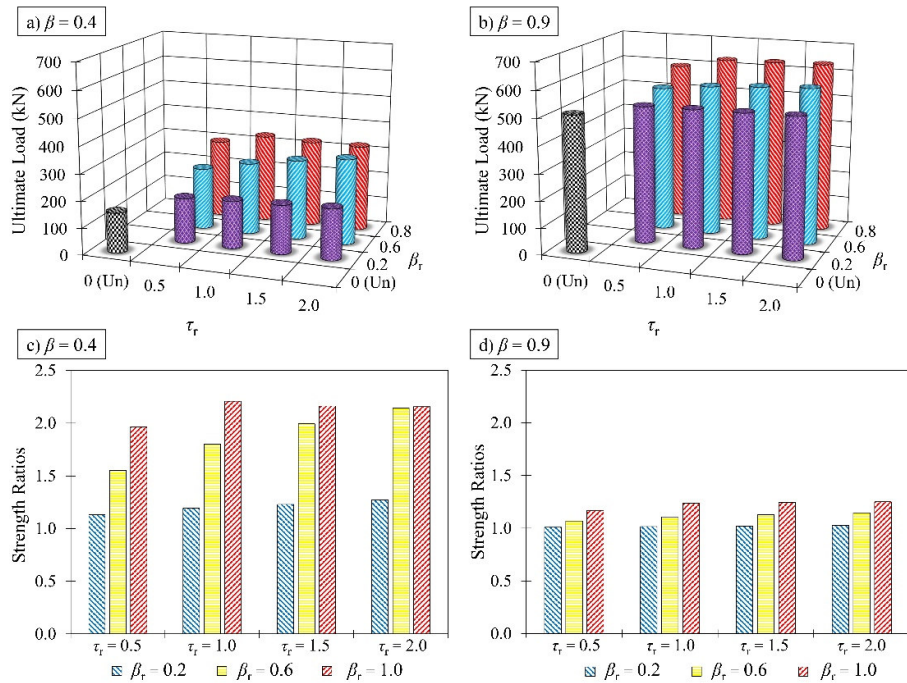 a) β = 0.4
Ultimate Load (kN)
700
600
500
400
300
200
100
0
0 (Un)
0.5
1.0
1.5
2.0
τr
0.8
0.6
0.2
0 (Un)
βr
b) β = 0.9
Ultimate Load (kN)
700
600
500
400
300
200
100
0
0 (Un)
0.5
1.0
1.5
2.0
τr
0.8
0.6
0.2
0 (Un)
βr
c) β = 0.4
Strength Ratios
2.5
2.0
1.5
1.0
0.5
0.0
τr = 0.5 τr = 1.0 τr = 1.5 τr = 2.0
βr = 0.2 βr = 0.6 βr = 1.0
d) β = 0.9
Strength Ratios
2.5
2.0
1.5
1.0
0.5
0.0
τr = 0.5 τr = 1.0 τr = 1.5 τr = 2.0
βr = 0.2 βr = 0.6 βr = 1.0